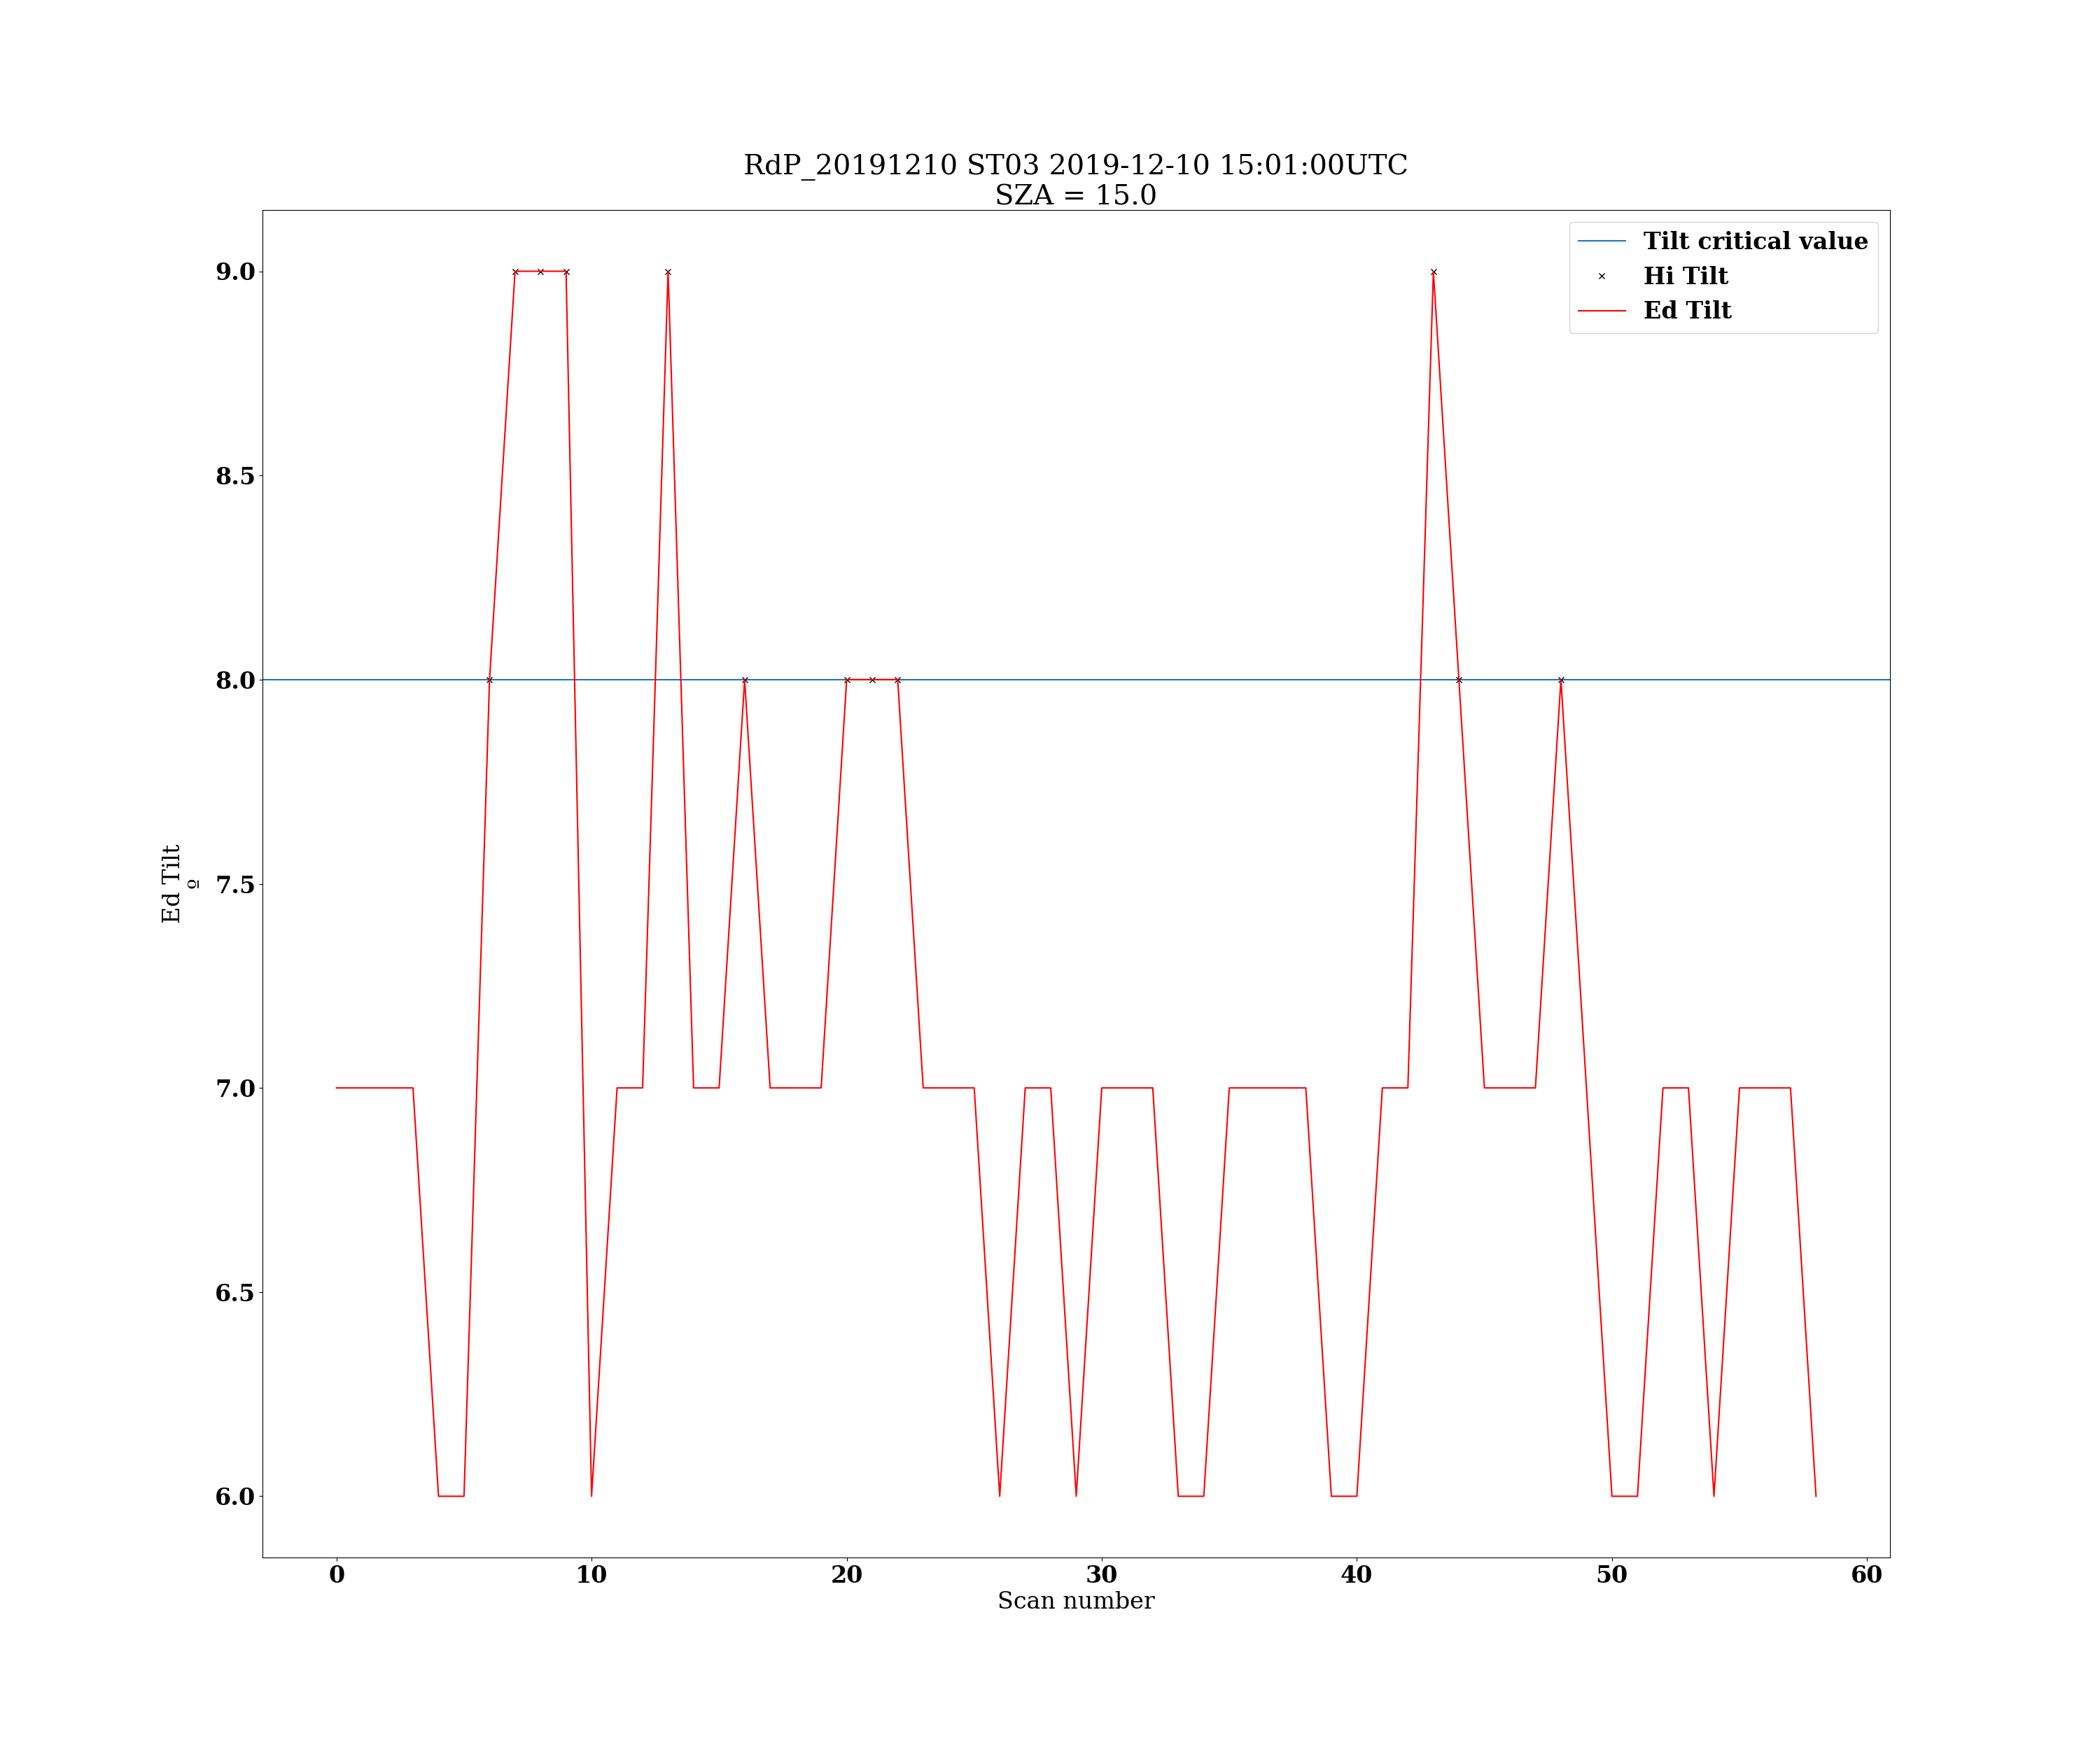 RdP_20191210 ST03 2019-12-10 15:01:00UTC
SZA = 15.0
Tilt critical value
Hi Tilt
Ed Tilt
9.0
8.5
8.0
7.5
7.0
6.5
6.0
Ed Tilt
º
0 10 20 30 40 50 60
Scan number